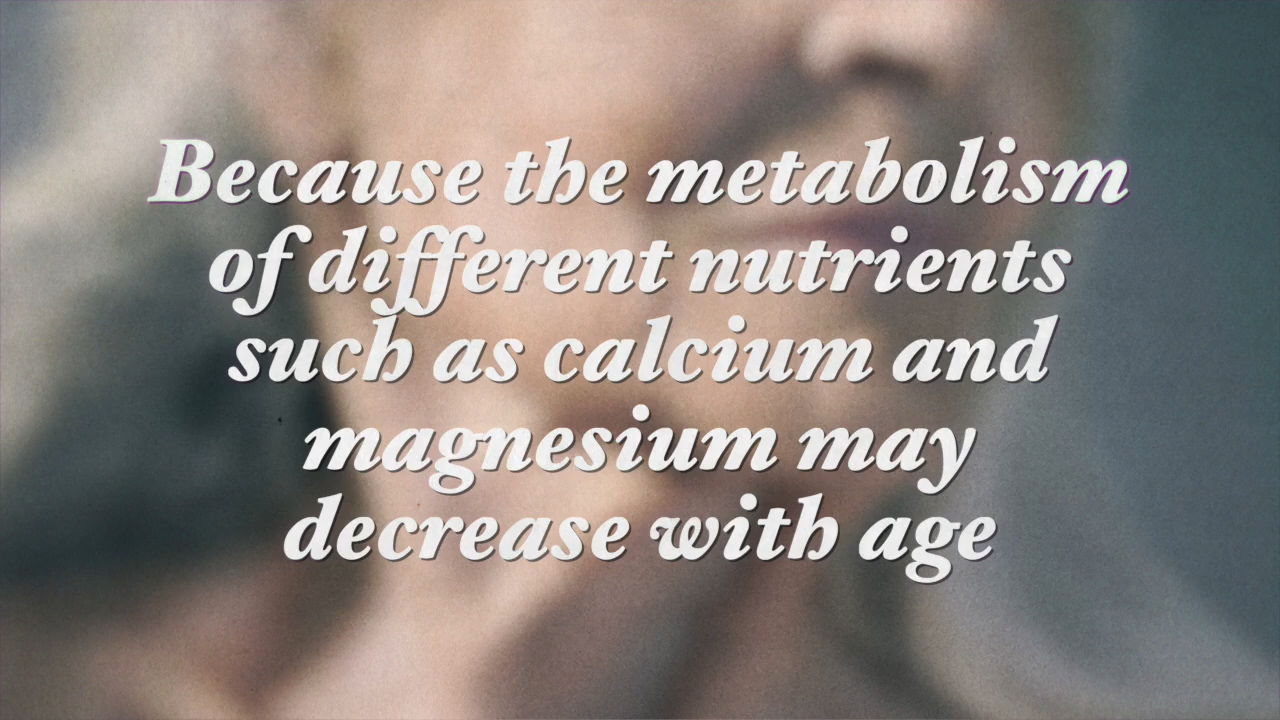 Because the metabolism
of different nutrients
such as calcium and
magnesium may
decrease with age